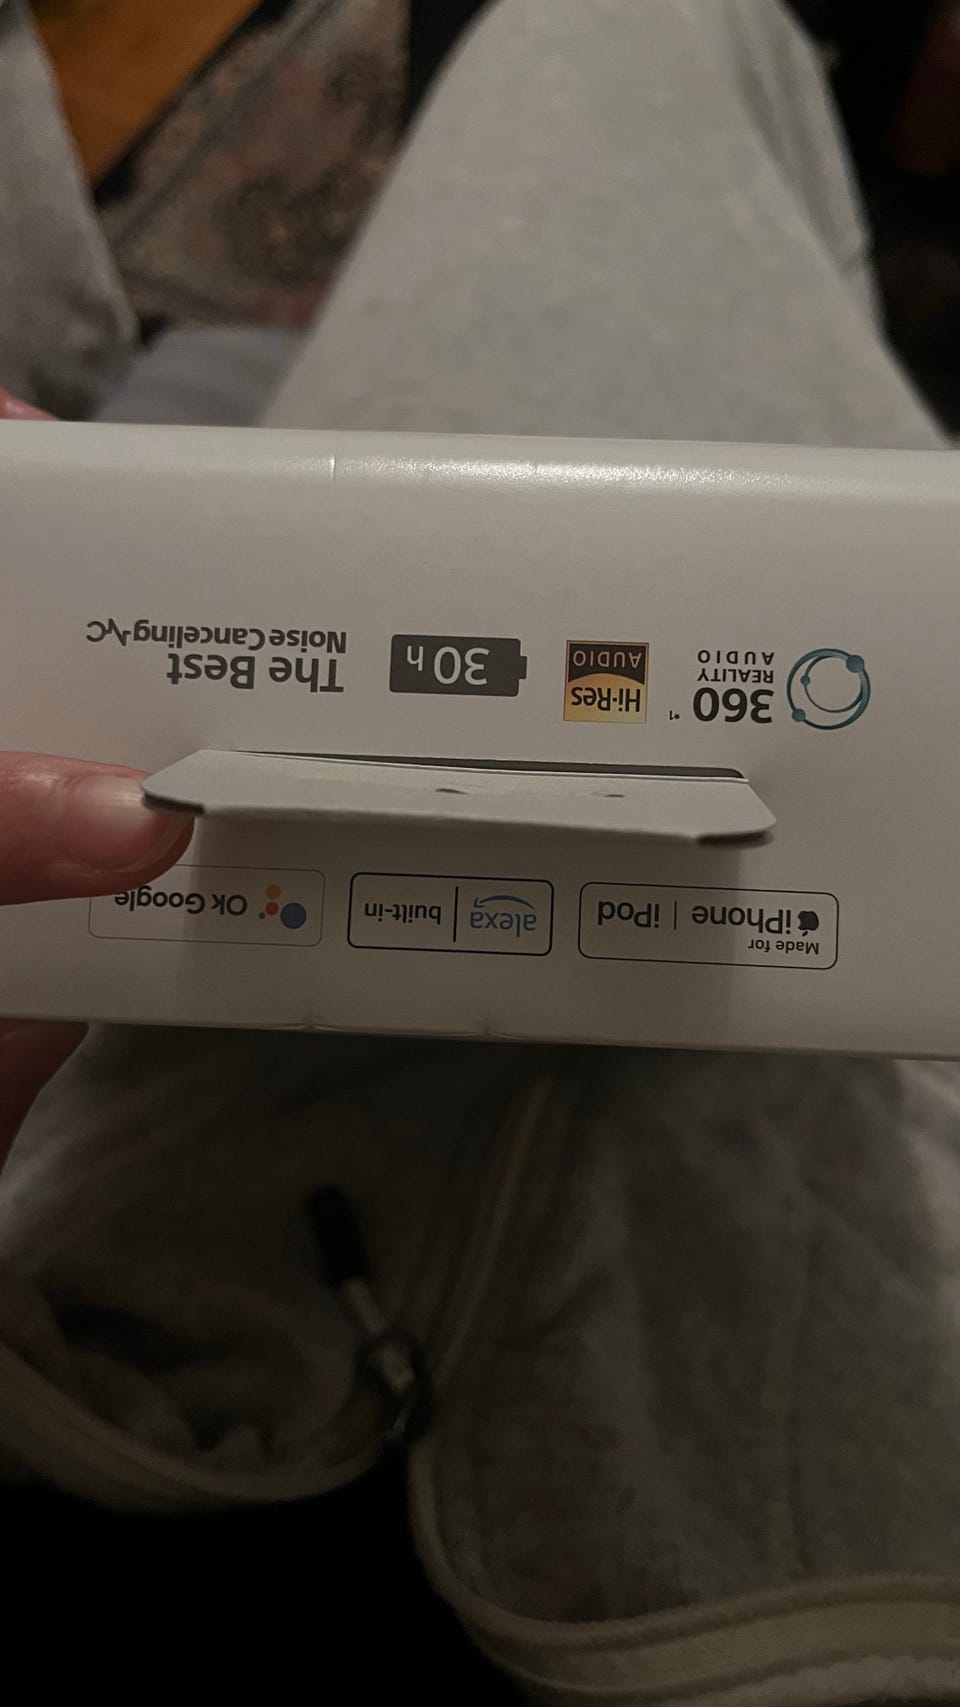 Made for
iPhone | iPod
alexa | built-in
Ok Google
360 *1
REALITY
AUDIO
Hi-Res
AUDIO
30 h
The Best
Noise Canceling